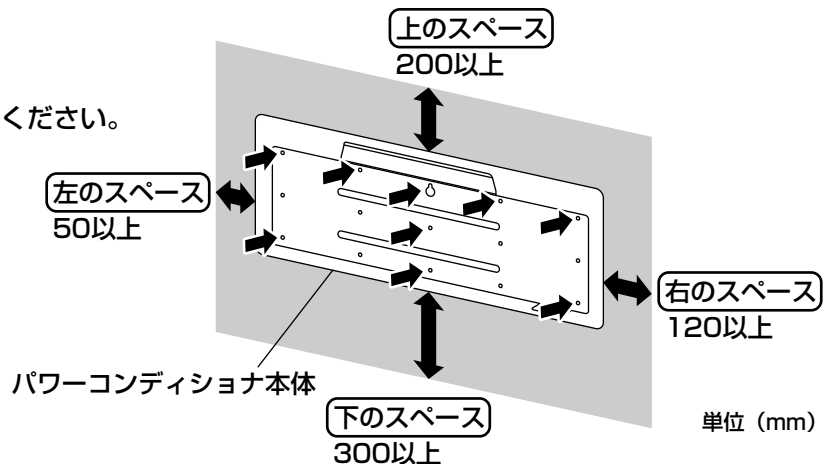 上のスペース
200以上
ください。
左のスペース
50以上
右のスペース
120以上
パワーコンディショナ本体
下のスペース
300以上
単位（mm）